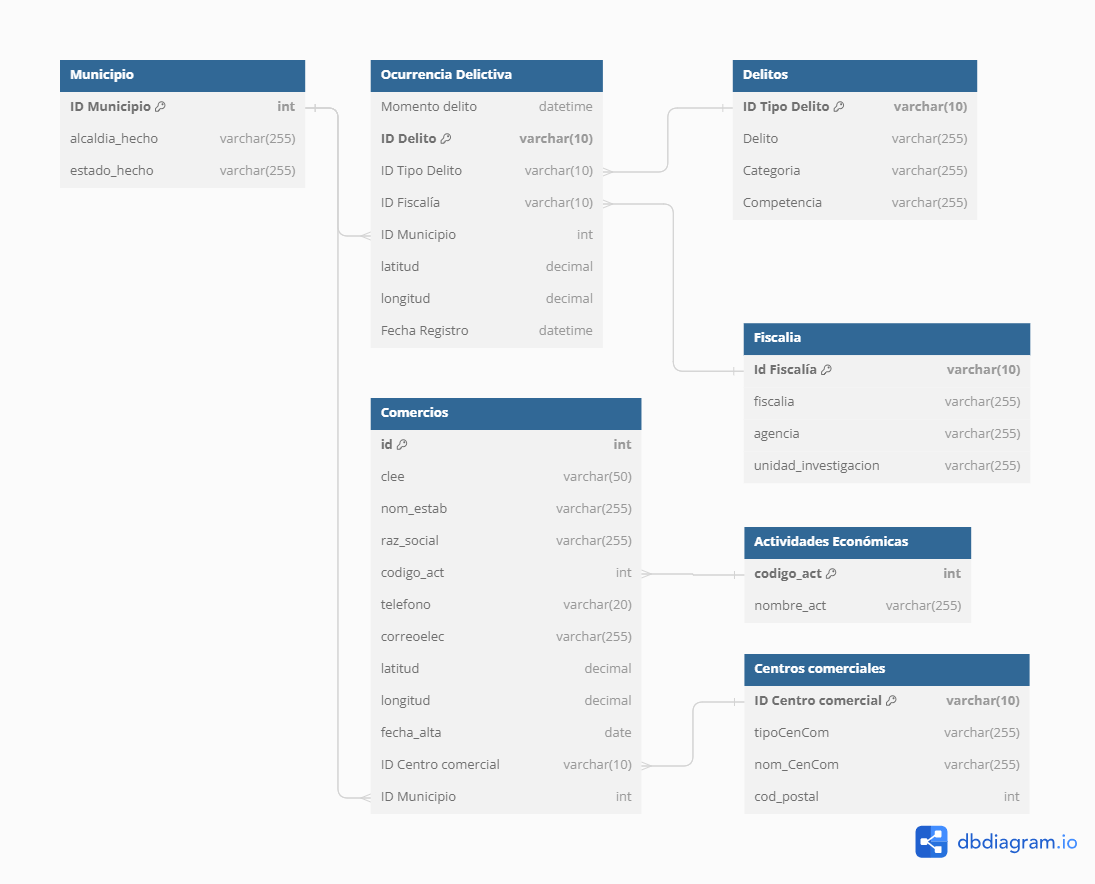 Municipio
ID Municipio int
alcaldia_hecho varchar(255)
estado_hecho varchar(255)
Ocurrencia Delictiva
Momento delito datetime
ID Delito varchar(10)
ID Tipo Delito varchar(10)
ID Fiscalía varchar(10)
ID Municipio int
latitud decimal
longitud decimal
Fecha Registro datetime
Delitos
ID Tipo Delito varchar(10)
Delito varchar(255)
Categoria varchar(255)
Competencia varchar(255)
Fiscalia
Id Fiscalía varchar(10)
fiscalia varchar(255)
agencia varchar(255)
unidad_investigacion varchar(255)
Comercios
id int
clee varchar(50)
nom_estab varchar(255)
raz_social varchar(255)
codigo_act int
telefono varchar(20)
correoelec varchar(255)
latitud decimal
longitud decimal
fecha_alta date
ID Centro comercial varchar(10)
ID Municipio int
Actividades Económicas
codigo_act int
nombre_act varchar(255)
Centros comerciales
ID Centro comercial varchar(10)
tipoCenCom varchar(255)
nom_CenCom varchar(255)
cod_postal int
dbdiagram.io